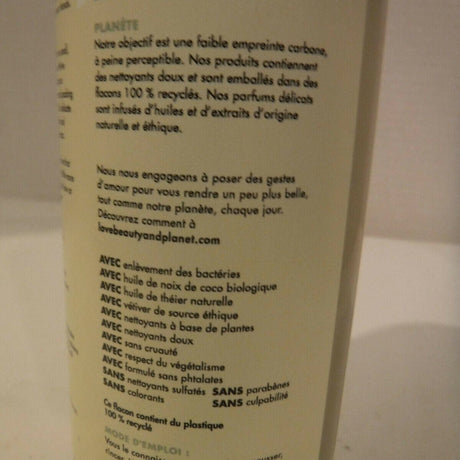 PLANÈTE
Notre objectif est une faible empreinte carbone,
à peine perceptible. Nos produits contiennent
des nettoyants doux et sont emballés dans des
flacons 100 % recyclés. Nos parfums délicats
sont infusés d'huiles et d'extraits d'origine
naturelle et éthique.
Nous nous engageons à poser des gestes
d'amour pour vous rendre un peu plus belle,
tout comme notre planète, chaque jour.
Découvrez comment à
lovebeautyandplanet.com
AVEC enlèvement des bactéries
AVEC huile de noix de coco biologique
AVEC huile de théier naturelle
AVEC vétiver de source éthique
AVEC nettoyants à base de plantes
AVEC nettoyants doux
AVEC sans cruauté
AVEC respect du végétalisme
AVEC formulé sans phtalates
SANS nettoyants sulfatés SANS parabènes
SANS colorants SANS culpabilité
Ce flacon contient du plastique
100 % recyclé
MODE D'EMPLOI :
Vous le